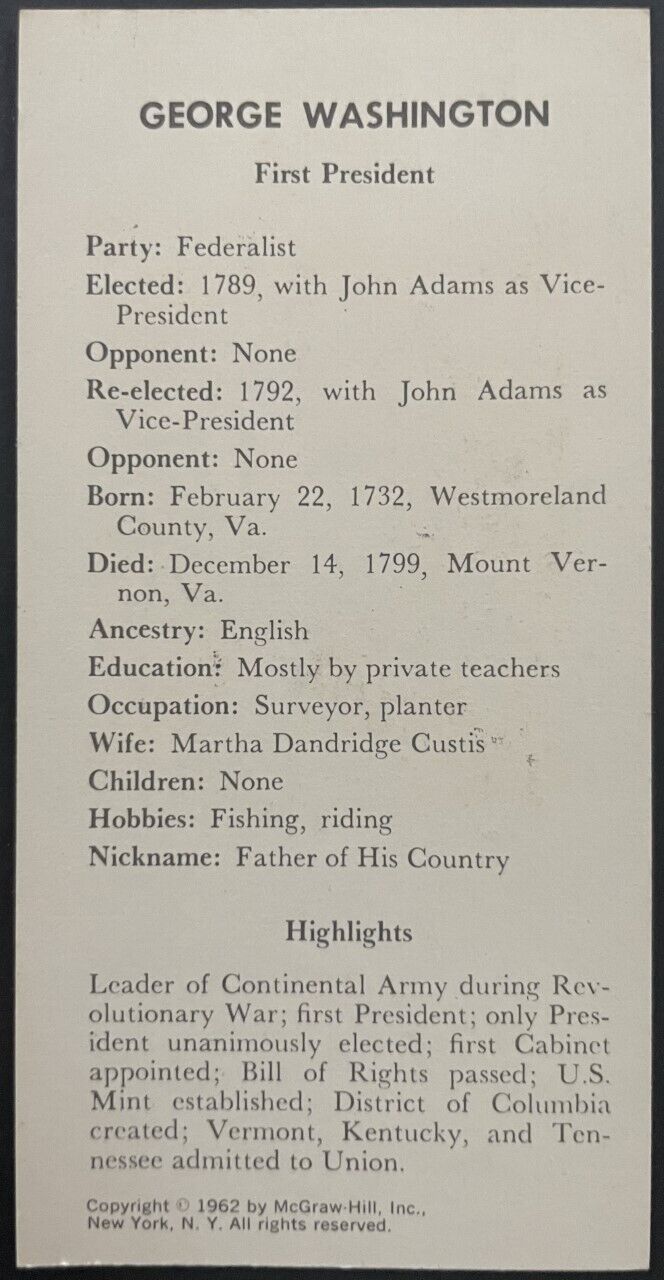 GEORGE WASHINGTON
First President
Party: Federalist
Elected: 1789, with John Adams as Vice-
President
Opponent: None
Re-elected: 1792, with John Adams as
Vice-President
Opponent: None
Born: February 22, 1732, Westmoreland
County, Va.
Died: December 14, 1799, Mount Ver-
non, Va.
Ancestry: English
Education: Mostly by private teachers
Occupation: Surveyor, planter
Wife: Martha Dandridge Custis
Children: None
Hobbies: Fishing, riding
Nickname: Father of His Country
Highlights
Leader of Continental Army during Rev-
olutionary War; first President; only Pres-
ident unanimously elected; first Cabinet
appointed; Bill of Rights passed; U.S.
Mint established; District of Columbia
created; Vermont, Kentucky, and Ten-
nessee admitted to Union.
Copyright © 1962 by McGraw-Hill, Inc.,
New York, N. Y. All rights reserved.